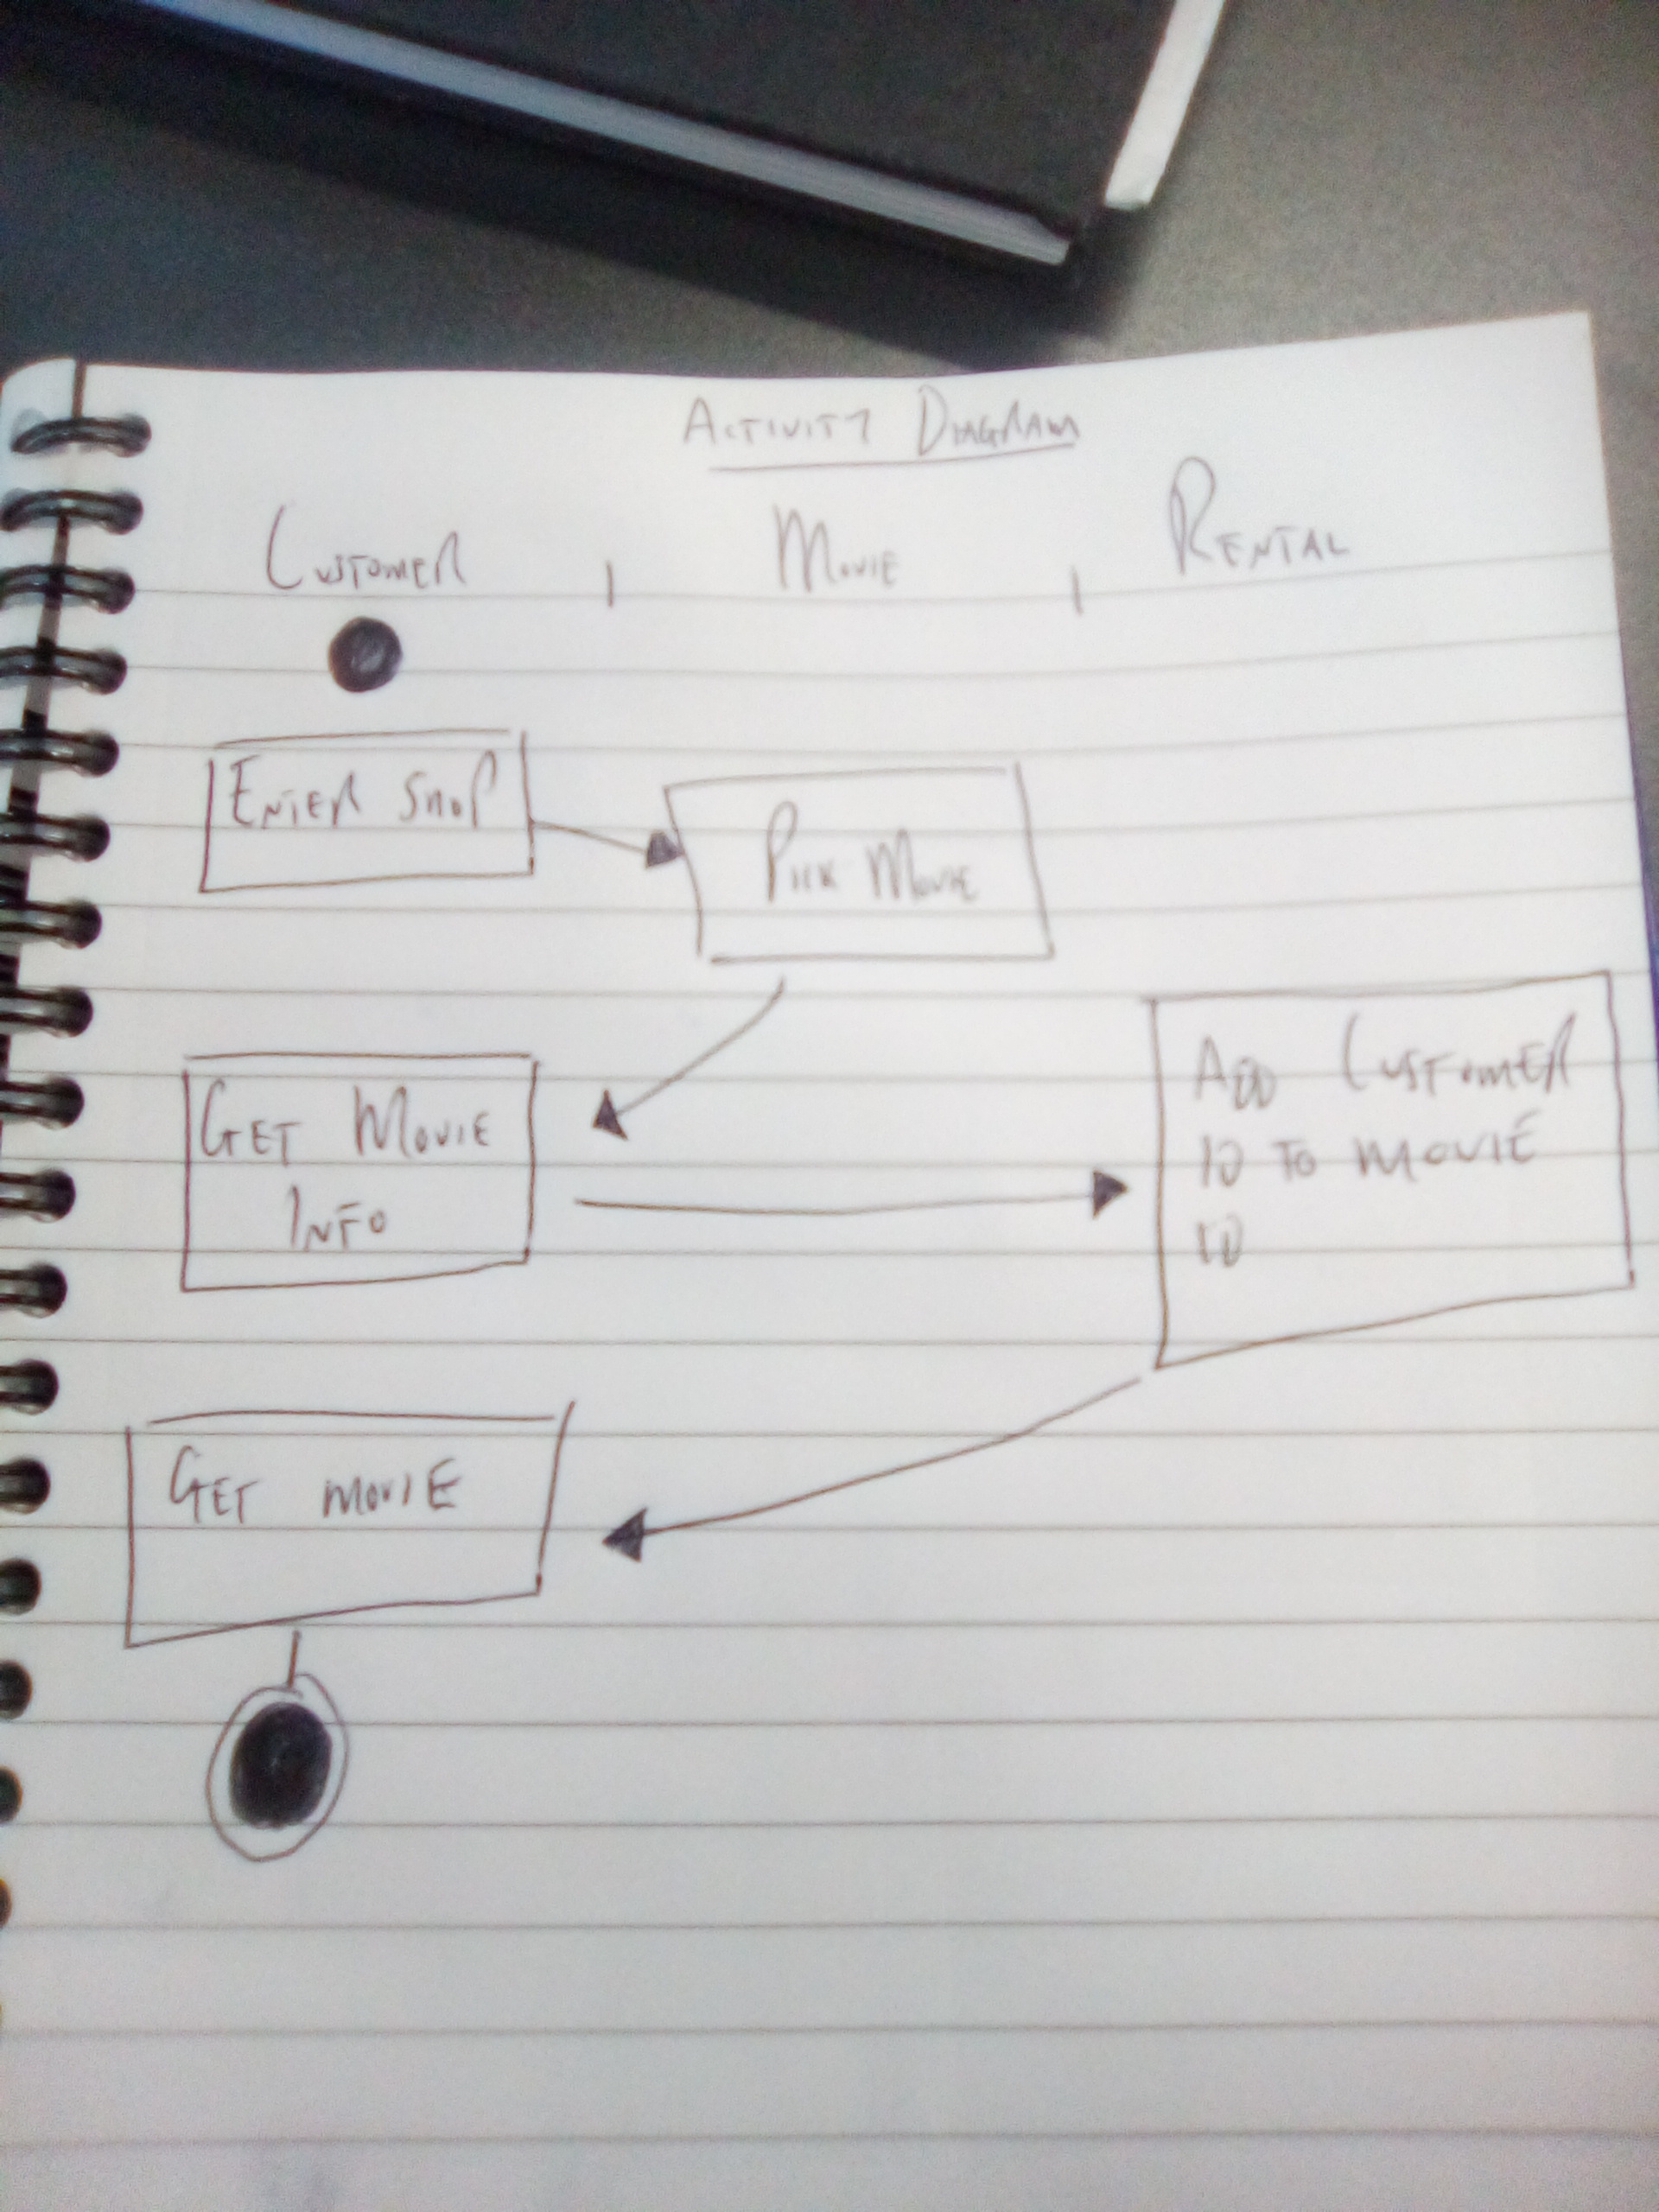 ACTIVITY DIAGRAM
CUSTOMER
MOVIE
RENTAL
ENTER SHOP
PICK MOVIE
GET MOVIE
INFO
ADD CUSTOMER
ID TO MOVIE
ID
GET MOVIE